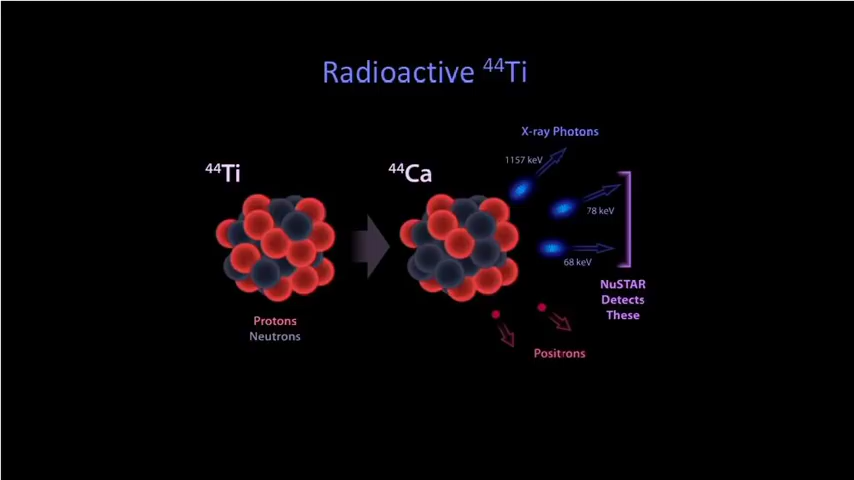 Radioactive ⁴⁴Ti
X-ray Photons
1157 keV
⁴⁴Ti
⁴⁴Ca
78 keV
68 keV
NuSTAR
Detects
These
Protons
Neutrons
Positrons